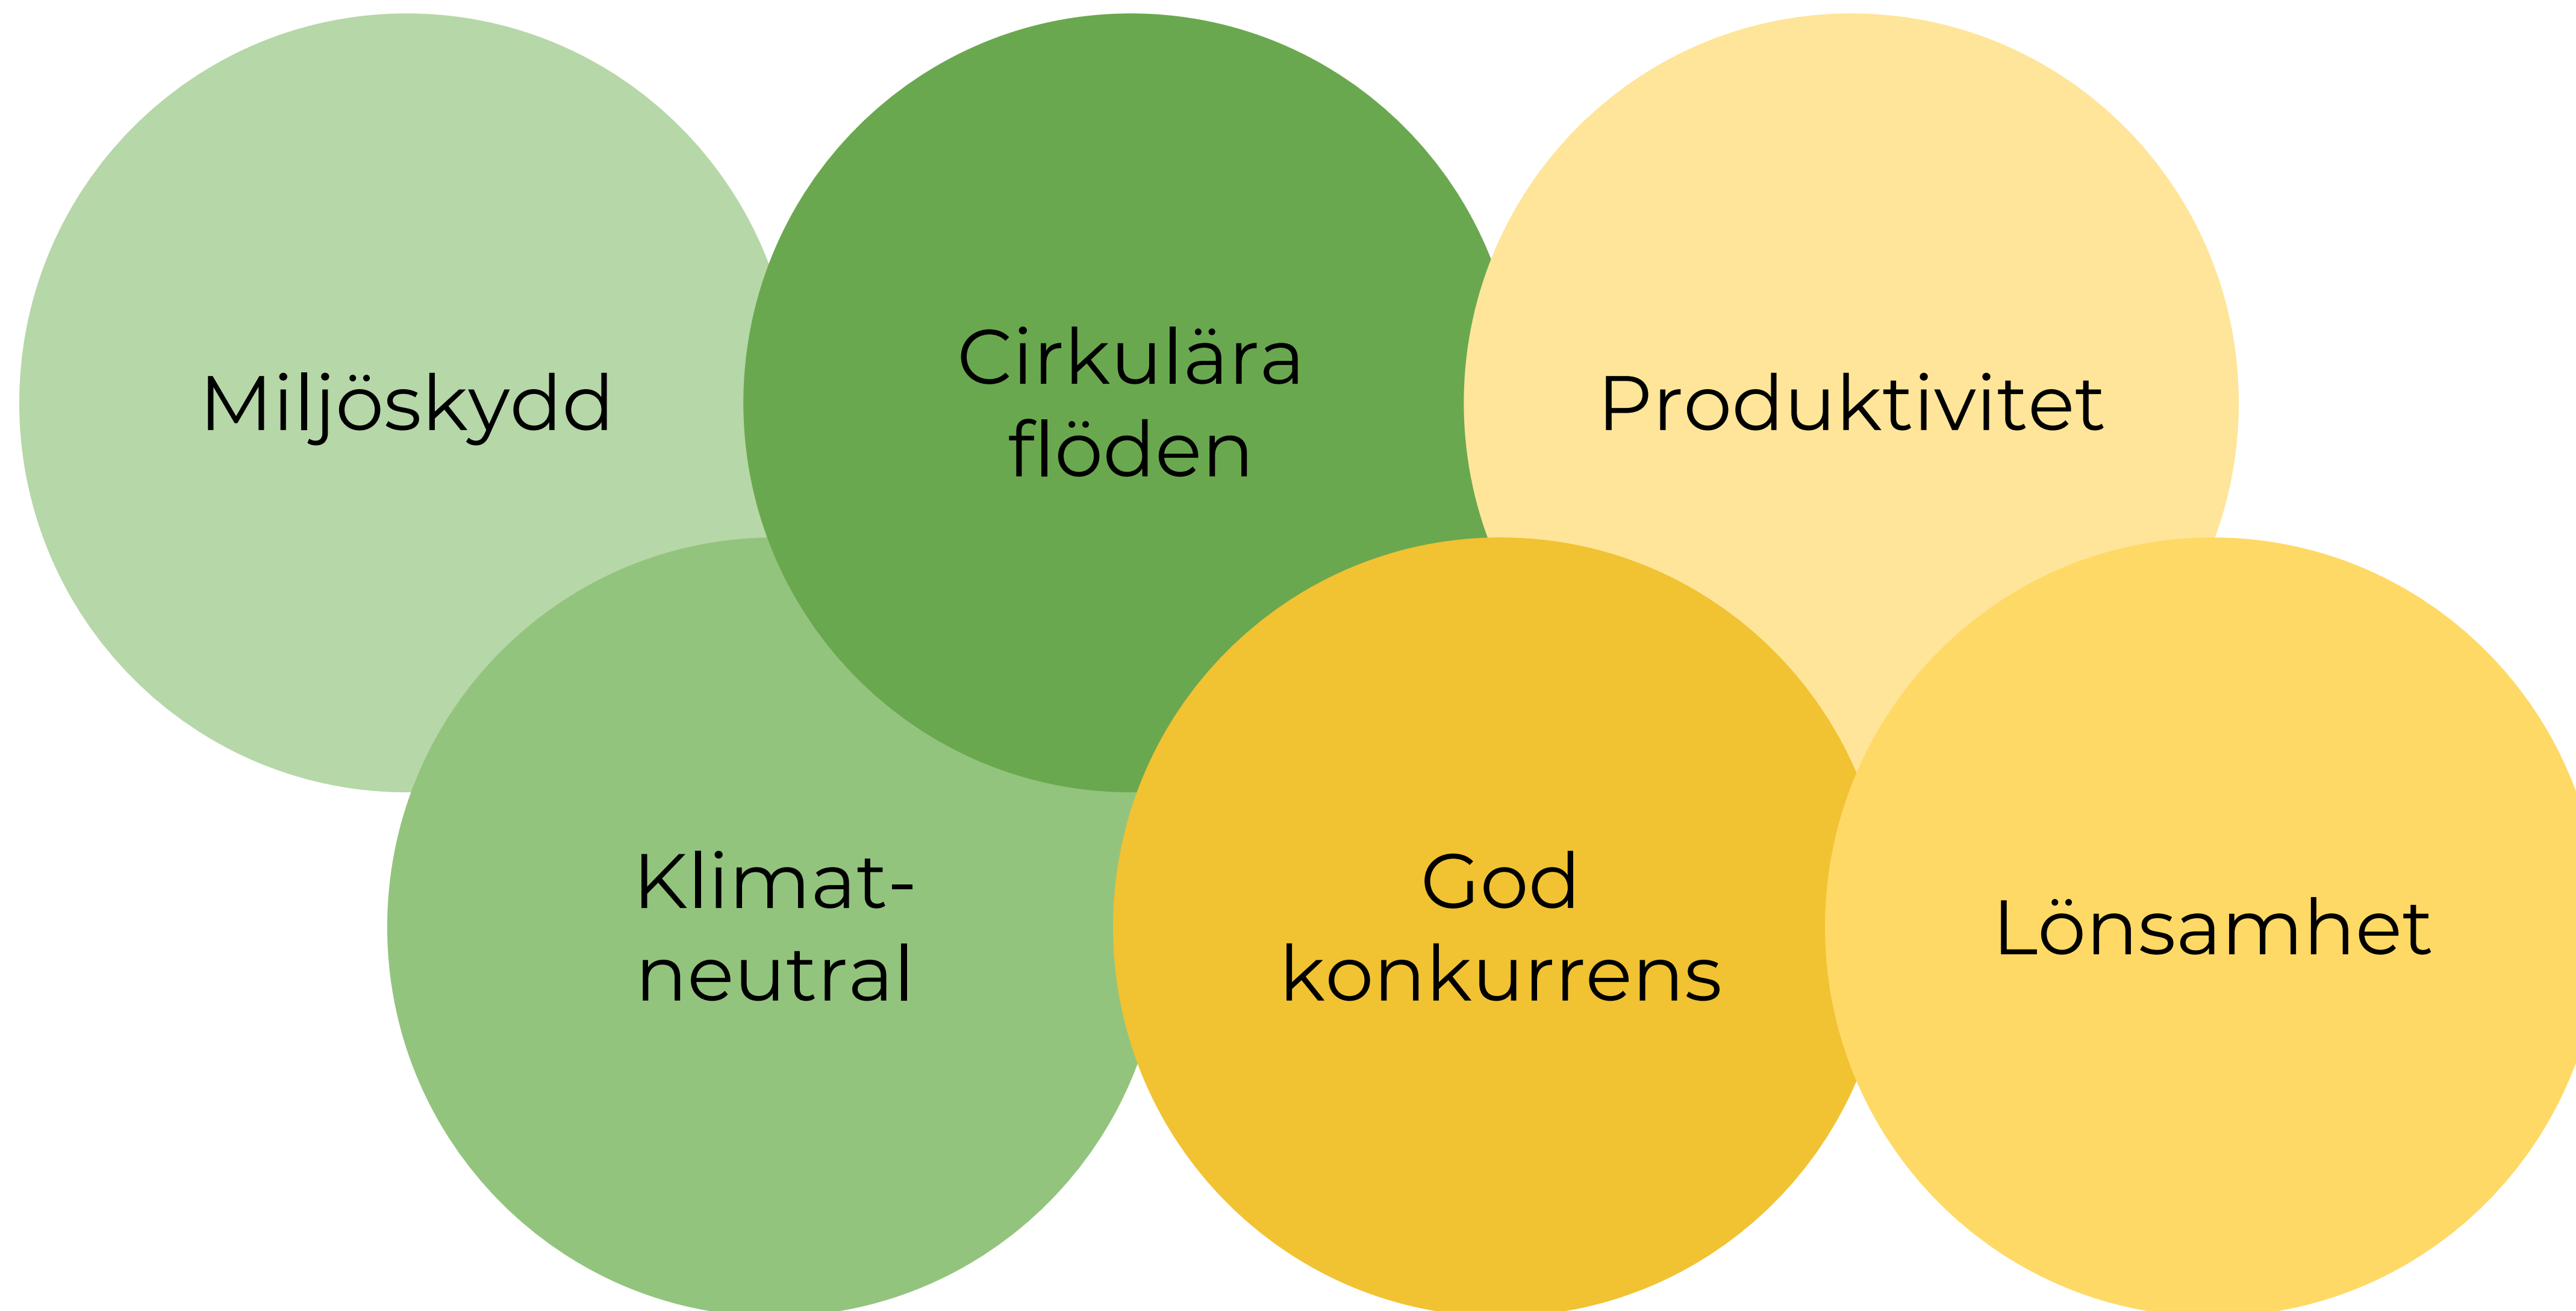 Miljöskydd
Cirkulära
flöden
Produktivitet
Klimat-
neutral
God
konkurrens
Lönsamhet